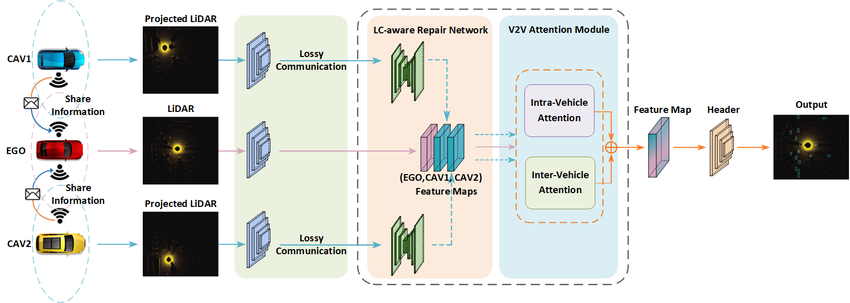 Projected LiDAR
LC-aware Repair Network
V2V Attention Module
CAV1
Lossy
Communication
Share
Information
LiDAR
Intra-Vehicle
Attention
Feature Map
Header
Output
EGO
(EGO,CAV1,CAV2)
Feature Maps
Inter-Vehicle
Attention
Share
Information
Projected LiDAR
CAV2
Lossy
Communication